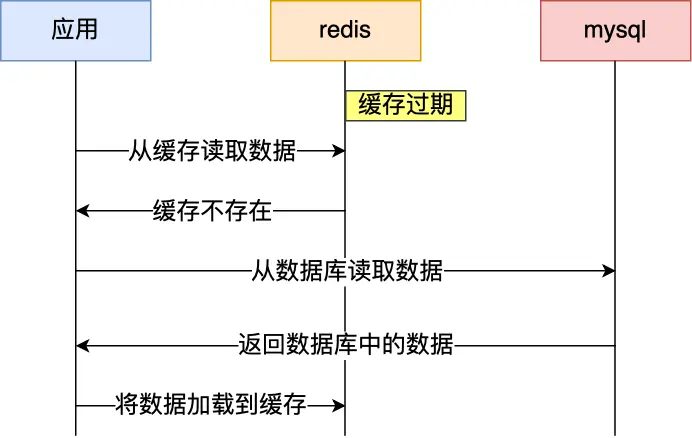 应用
redis
mysql
缓存过期
从缓存读取数据
缓存不存在
从数据库读取数据
返回数据库中的数据
将数据加载到缓存